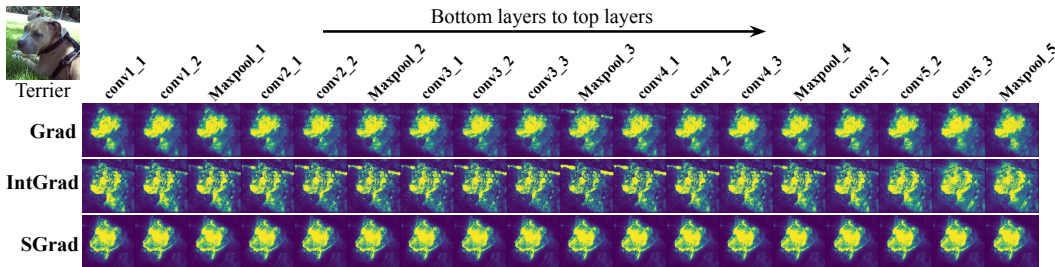 Bottom layers to top layers
Terrier
conv1_1
conv1_2
Maxpool_1
conv2_1
conv2_2
Maxpool_2
conv3_1
conv3_2
conv3_3
Maxpool_3
conv4_1
conv4_2
conv4_3
Maxpool_4
conv5_1
conv5_2
conv5_3
Maxpool_5
Grad
IntGrad
SGrad